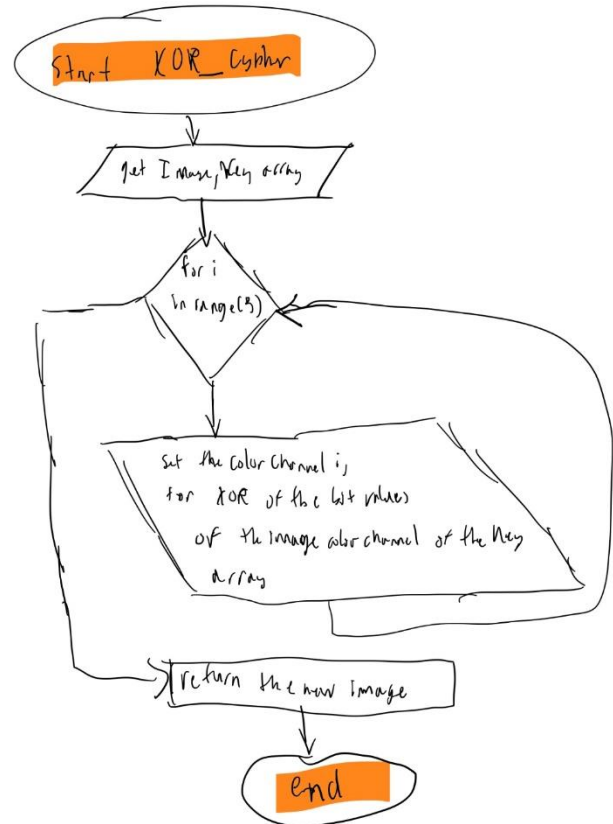 Start XOR_Cypher
get Image, Key array
for i
in range(3)
set the color channel i,
for XOR of the bit values
of the image color channel of the key
array
return the new image
end